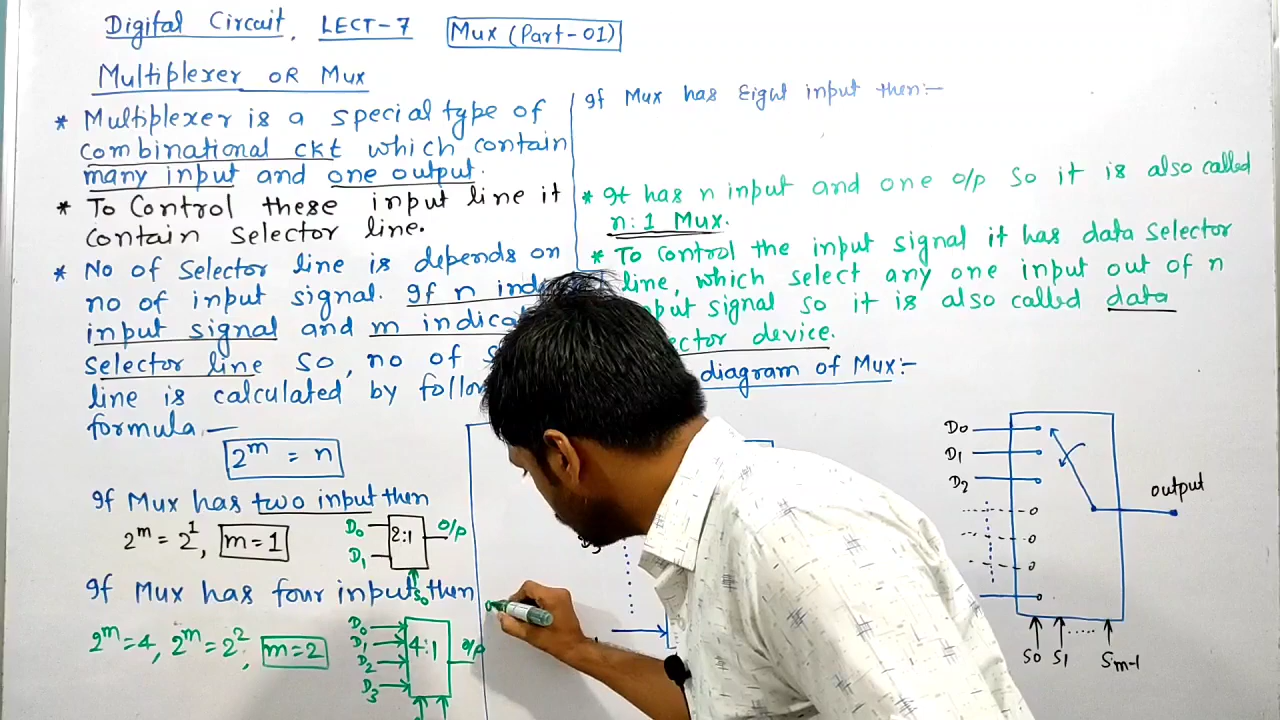 Digital Circuit, LECT-7 Mux (Part-01)
Multiplexer OR Mux
* Multiplexer is a special type of
combinational ckt which contain
many input and one output.
* To Control these input line it
contain selector line.
* No of Selector line is depends on
no of input signal. If n
input signal and m
selector line so, no of
line is calculated by
formula.—
2^m = n
If Mux has two input then
2^m = 2^1, m=1
D0
D1
2:1
O/P
S0
If Mux has four input then
2^m=4, 2^m=2^2, m=2
D0
D1
D2
D3
4:1
O/P
If Mux has Eight input then:-
* It has n input and one o/p so it is also called
n:1 Mux.
* To Control the input signal it has data selector
line, which select any one input out of n
signal so it is also called data
device.
diagram of Mux:-
D0
D1
D2
output
S0 S1 ...... Sm-1